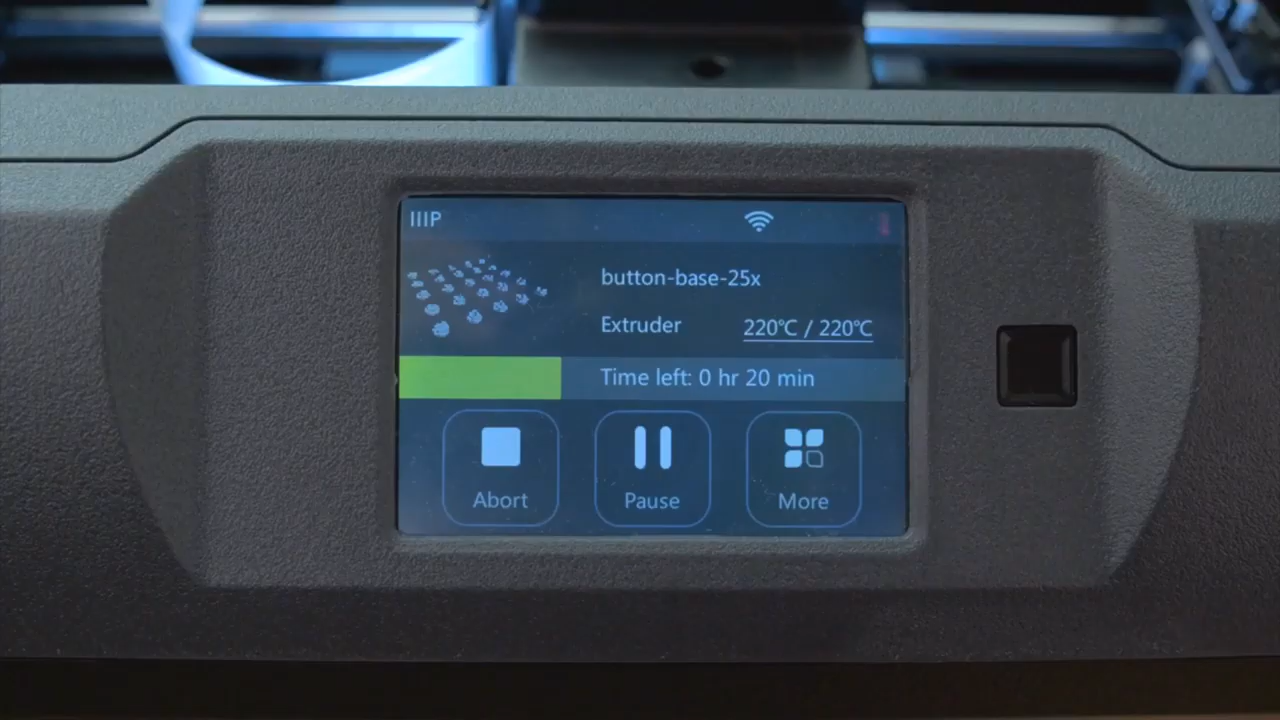 IIIP
button-base-25x
Extruder 220℃ / 220℃
Time left: 0 hr 20 min
Abort Pause More